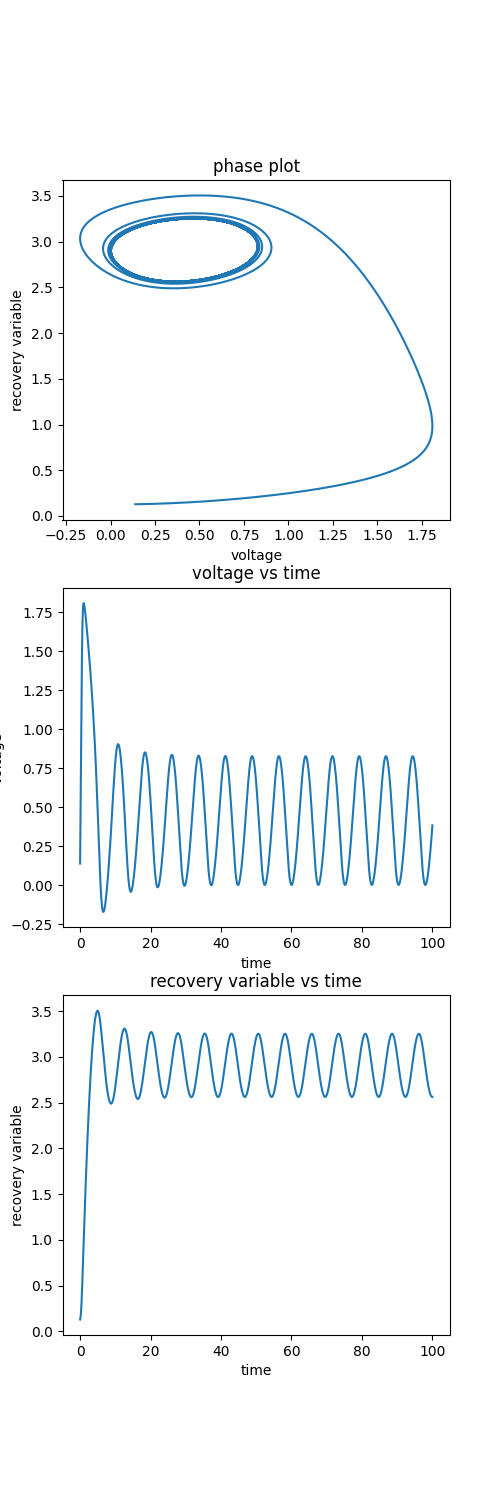 phase plot
3.5
3.0
2.5
2.0
1.5
1.0
0.5
0.0
recovery variable
−0.25 0.00 0.25 0.50 0.75 1.00 1.25 1.50 1.75
voltage
voltage vs time
1.75
1.50
1.25
1.00
0.75
0.50
0.25
0.00
−0.25
0 20 40 60 80 100
time
recovery variable vs time
3.5
3.0
2.5
2.0
1.5
1.0
0.5
0.0
recovery variable
0 20 40 60 80 100
time